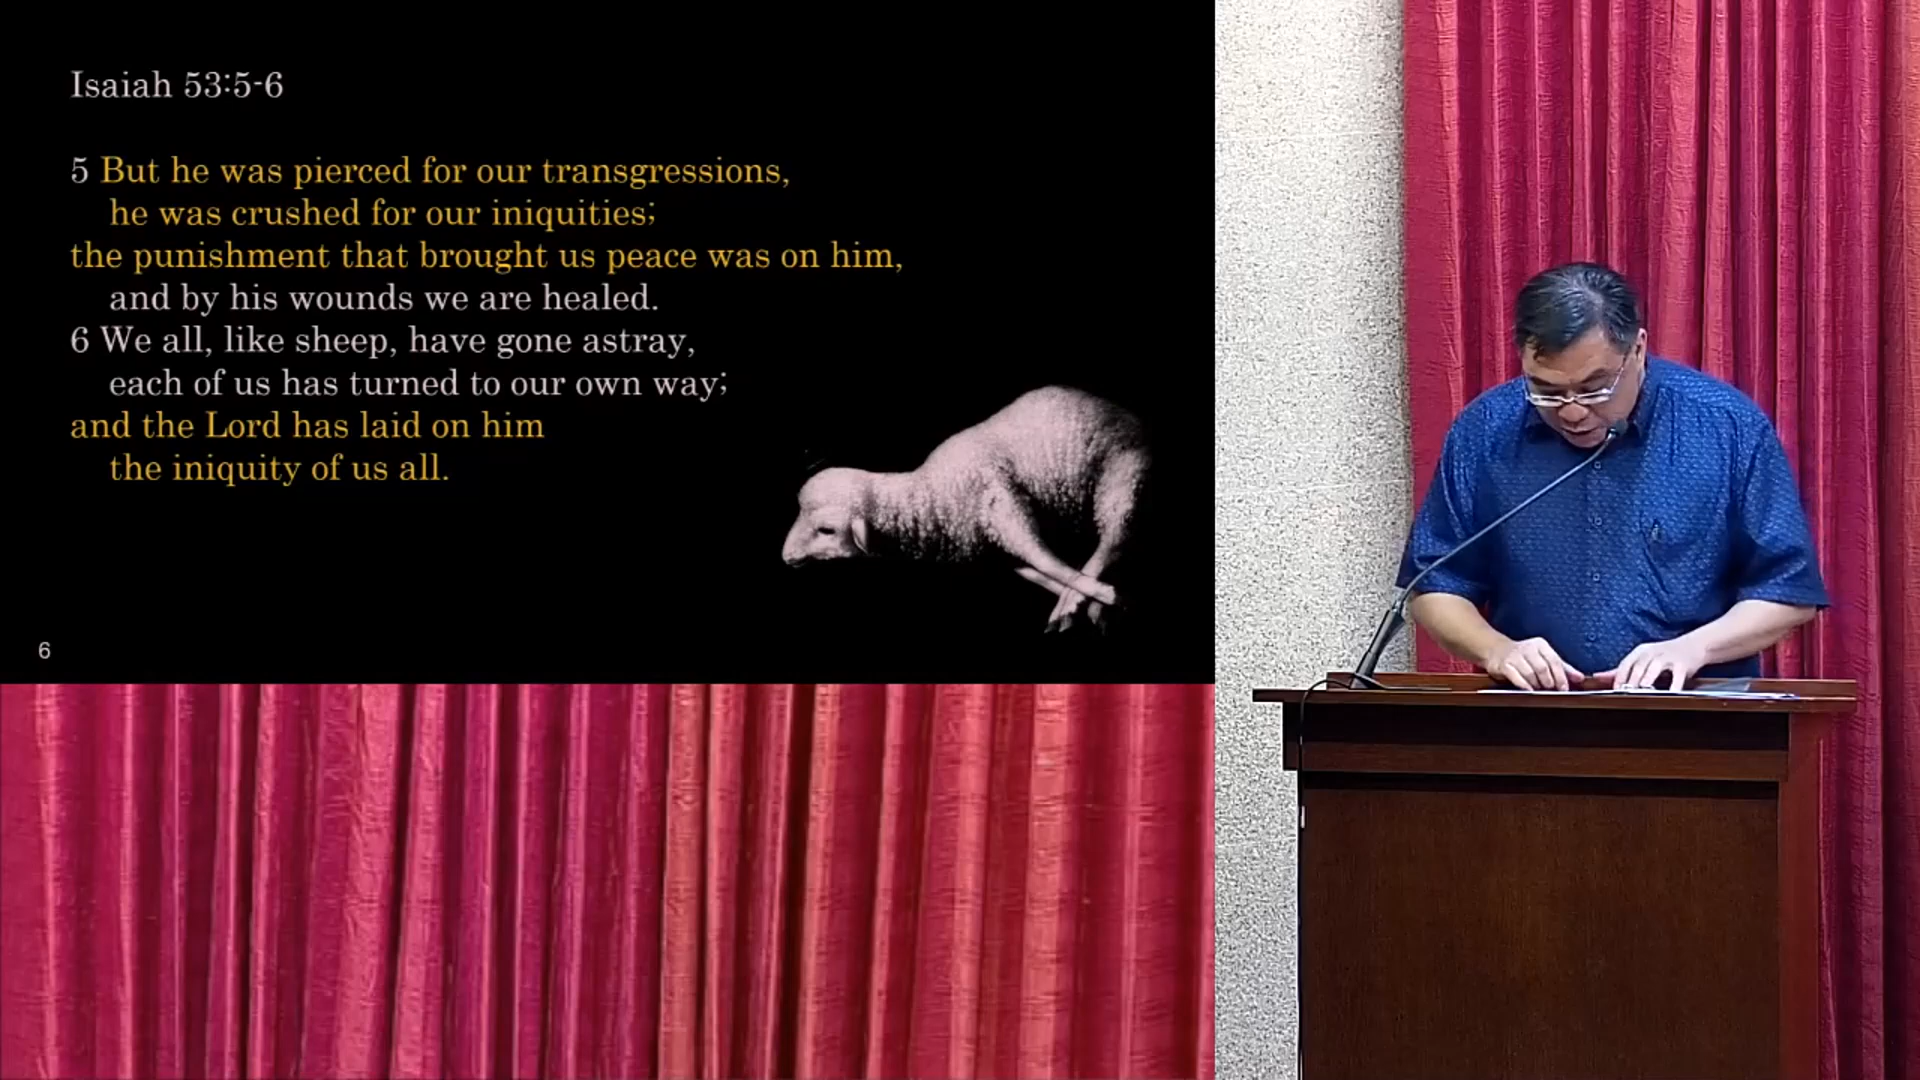 Isaiah 53:5-6
5 But he was pierced for our transgressions,
he was crushed for our iniquities;
the punishment that brought us peace was on him,
and by his wounds we are healed.
6 We all, like sheep, have gone astray,
each of us has turned to our own way;
and the Lord has laid on him
the iniquity of us all.
6